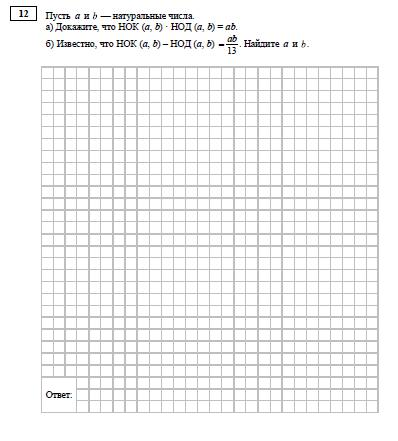 12
Пусть a и b — натуральные числа.
а) Докажите, что НОК (a, b) · НОД (a, b) = ab.
б) Известно, что НОК (a, b) – НОД (a, b) = ab/13. Найдите a и b.
Ответ: